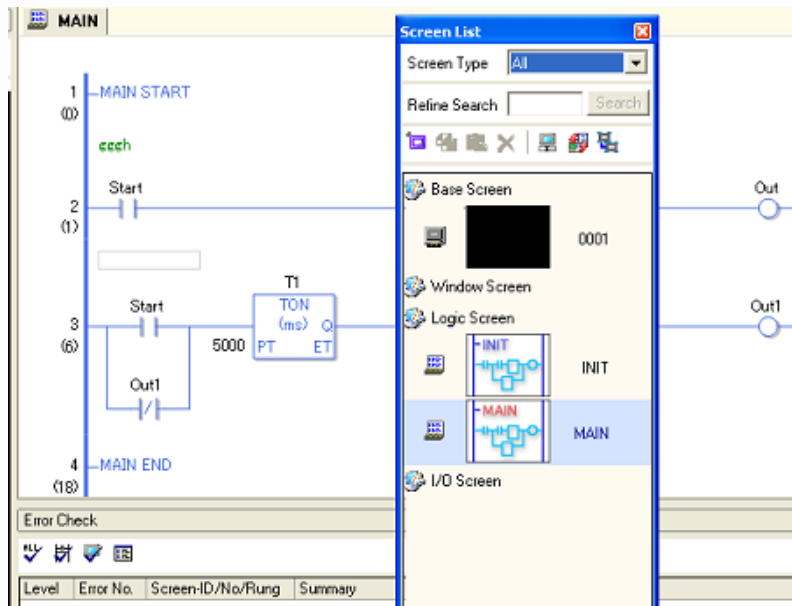 MAIN
1 MAIN START
(0)
Start
2
(1)
Out
T1
TON
(ms) Q
5000 PT ET
Start
3
(6)
Out1
Out1
4 MAIN END
(18)
Error Check
Level Error No. Screen-ID/No/Rung Summary
Screen List
Screen Type All
Refine Search Search
Base Screen
0001
Window Screen
Logic Screen
INIT INIT
MAIN MAIN
I/O Screen